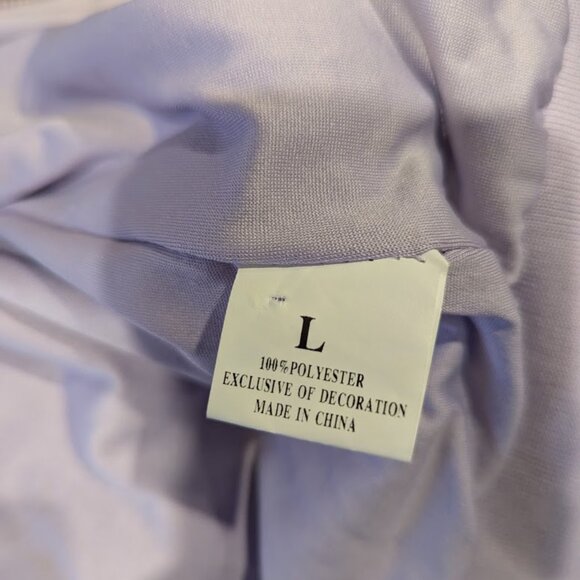 L
100%POLYESTER
EXCLUSIVE OF DECORATION
MADE IN CHINA